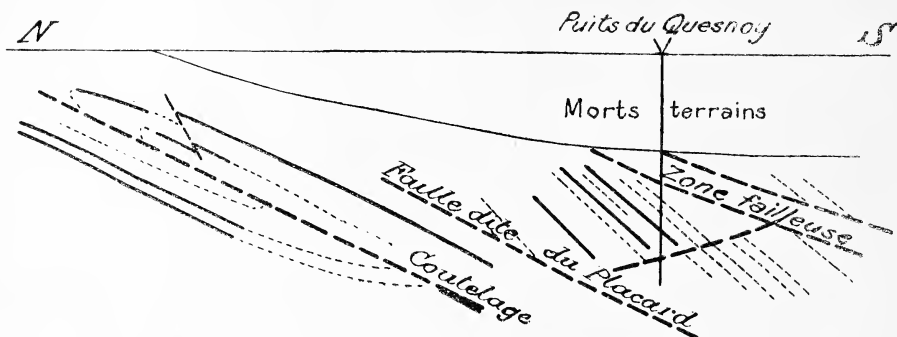 N
Puits du Quesnoy
S
Morts terrains
Zone failleuse
Faille dite du Placard
Coutelage